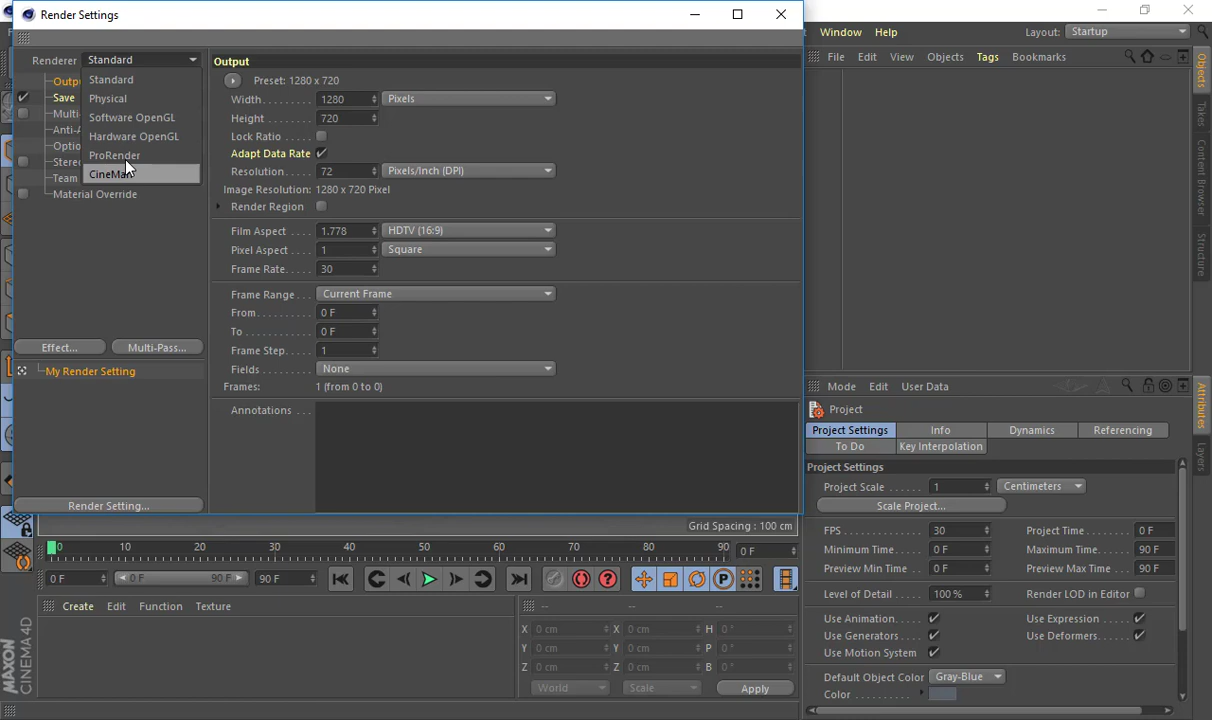 Render Settings
Window Help Layout: Startup
Renderer Standard
Standard
Physical
Software OpenGL
Hardware OpenGL
ProRender
Save
Material Override
Effect... Multi-Pass...
My Render Setting
Render Setting...
Output
Preset: 1280 x 720
Width......... 1280 Pixels
Height........ 720
Lock Ratio ....
Adapt Data Rate
Resolution.... 72 Pixels/Inch (DPI)
Image Resolution: 1280 x 720 Pixel
Render Region
Film Aspect .... 1.778 HDTV (16:9)
Pixel Aspect.... 1 Square
Frame Rate..... 30
Frame Range... Current Frame
From.......... 0 F
To............ 0 F
Frame Step..... 1
Fields......... None
Frames: 1 (from 0 to 0)
Annotations ...
File Edit View Objects Tags Bookmarks
Objects
Takes
Content Browser
Structure
Mode Edit User Data
Project
Project Settings Info Dynamics Referencing
To Do Key Interpolation
Attributes
Layers
Project Settings
Project Scale ...... 1 Centimeters
Scale Project...
FPS 30 Project Time 0 F
Minimum Time 0 F Maximum Time 90 F
Preview Min Time 0 F Preview Max Time 90 F
Level of Detail 100 % Render LOD in Editor
Use Animation Use Expression
Use Generators Use Deformers
Use Motion System
Default Object Color Gray-Blue
Color
Grid Spacing : 100 cm
0 10 20 30 40 50 60 70 80 90 0 F
0 F 0 F 90 F 90 F
Create Edit Function Texture
-- -- --
X 0 cm X 0 cm H 0 °
Y 0 cm Y 0 cm P 0 °
Z 0 cm Z 0 cm B 0 °
World Scale Apply
MAXON
CINEMA 4D